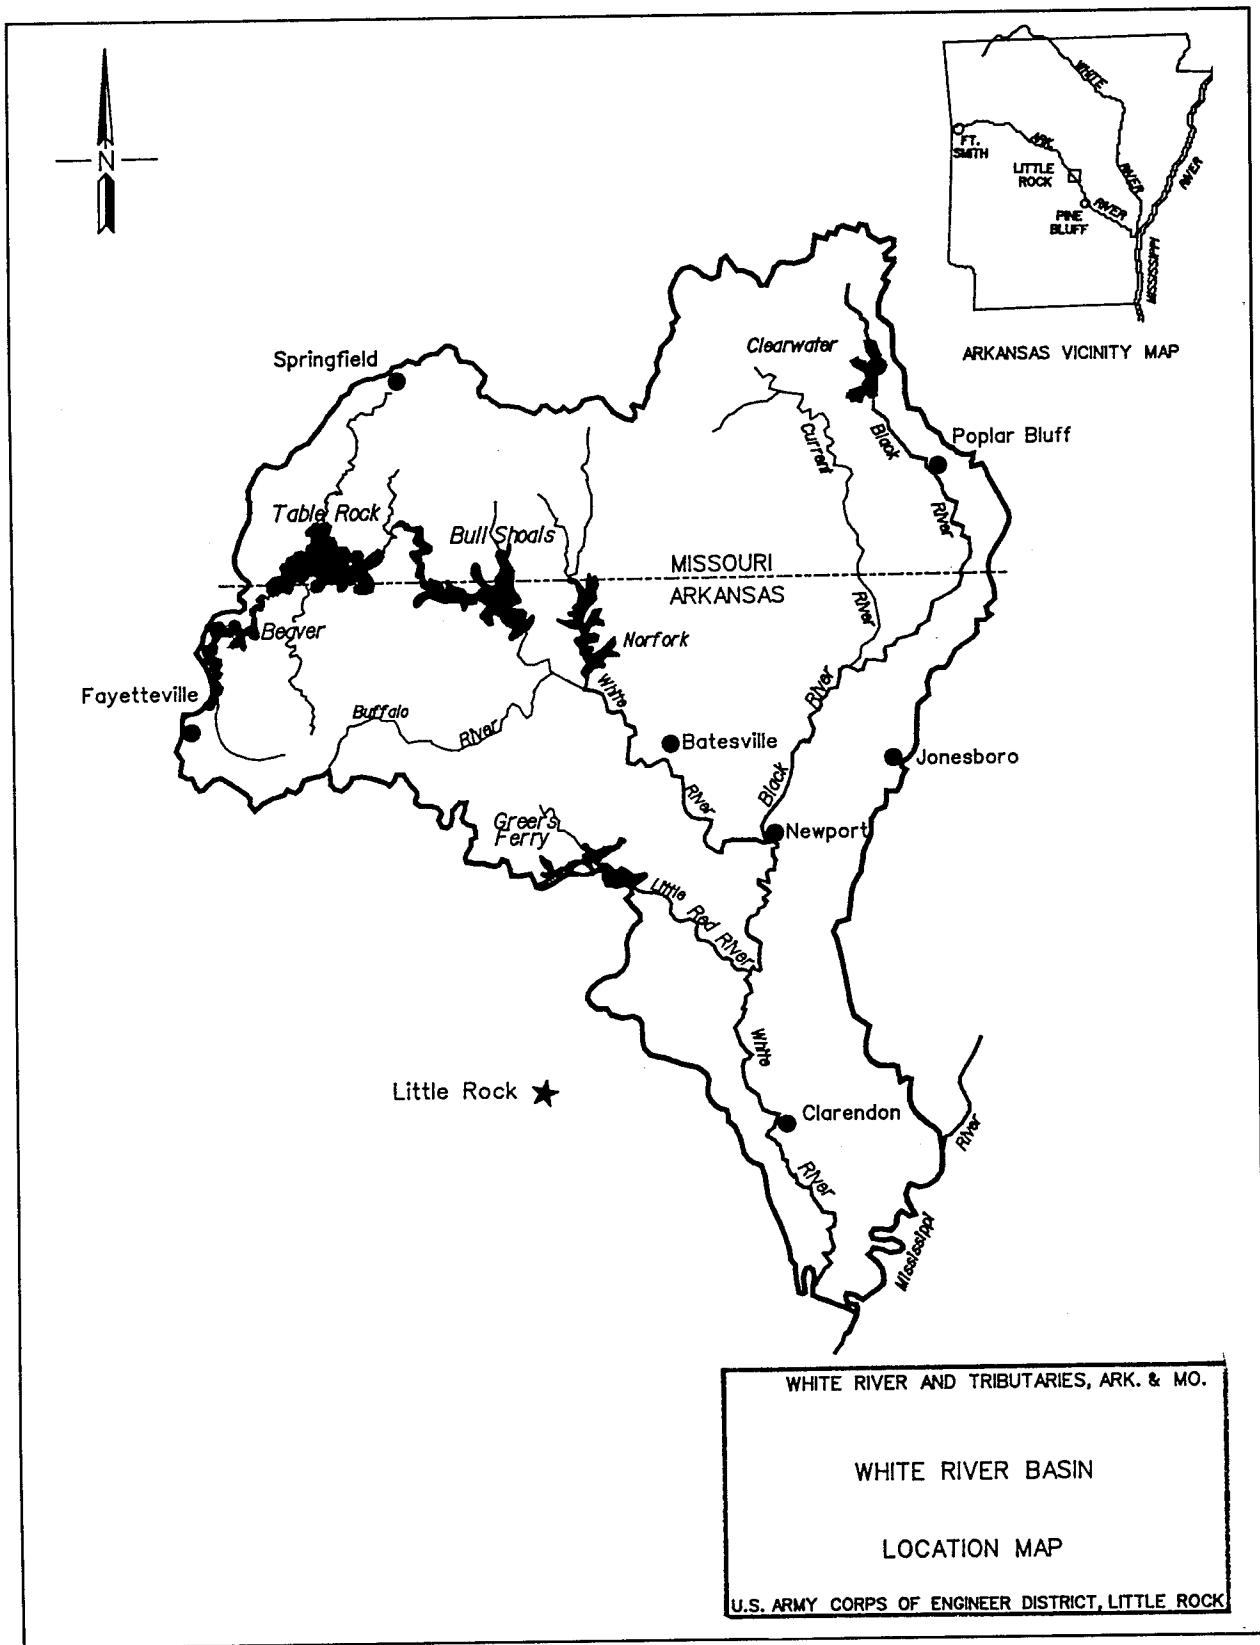 N
WHITE
RIVER
FT.
SMITH
ARK.
LITTLE
ROCK
RIVER
PINE
BLUFF
RIVER
MISSISSIPPI
ARKANSAS VICINITY MAP
Springfield
Clearwater
Poplar Bluff
Current
Black
River
Table Rock
Bull Shoals
MISSOURI
ARKANSAS
River
Beaver
Norfork
Fayetteville
White
River
Buffalo
River
Batesville
Jonesboro
River
Black
Greers
Ferry
Newport
Little Red River
White
Little Rock
Clarendon
River
River
Mississippi
WHITE RIVER AND TRIBUTARIES, ARK. & MO.
WHITE RIVER BASIN
LOCATION MAP
U.S. ARMY CORPS OF ENGINEER DISTRICT, LITTLE ROCK